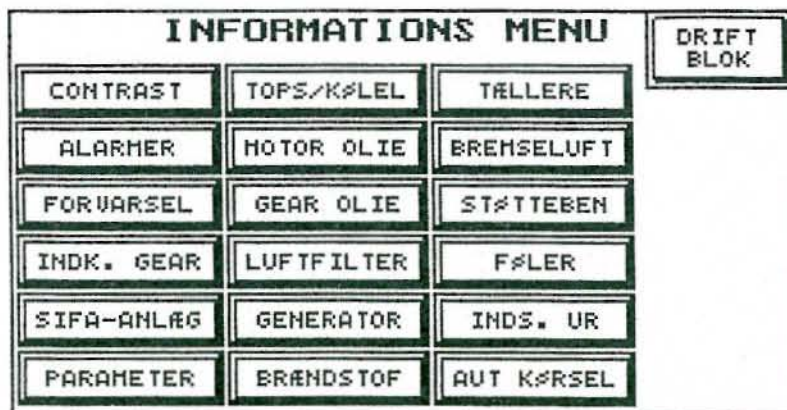 INFORMATIONS MENU
DRIFT
BLOK
CONTRAST TOPS/KØLEL TÆLLERE
ALARMER MOTOR OLIE BREMSELUFT
FORVARSEL GEAR OLIE STØTTEBEN
INDK. GEAR LUFTFILTER FØLER
SIFA-ANLÆG GENERATOR INDS. UR
PARAMETER BRÆNDSTOF AUT KØRSEL